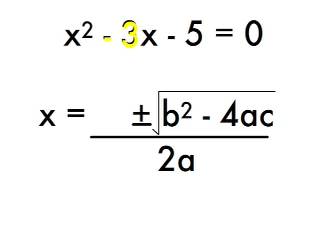 x² - 3x - 5 = 0
x = ± √b² - 4ac
2a